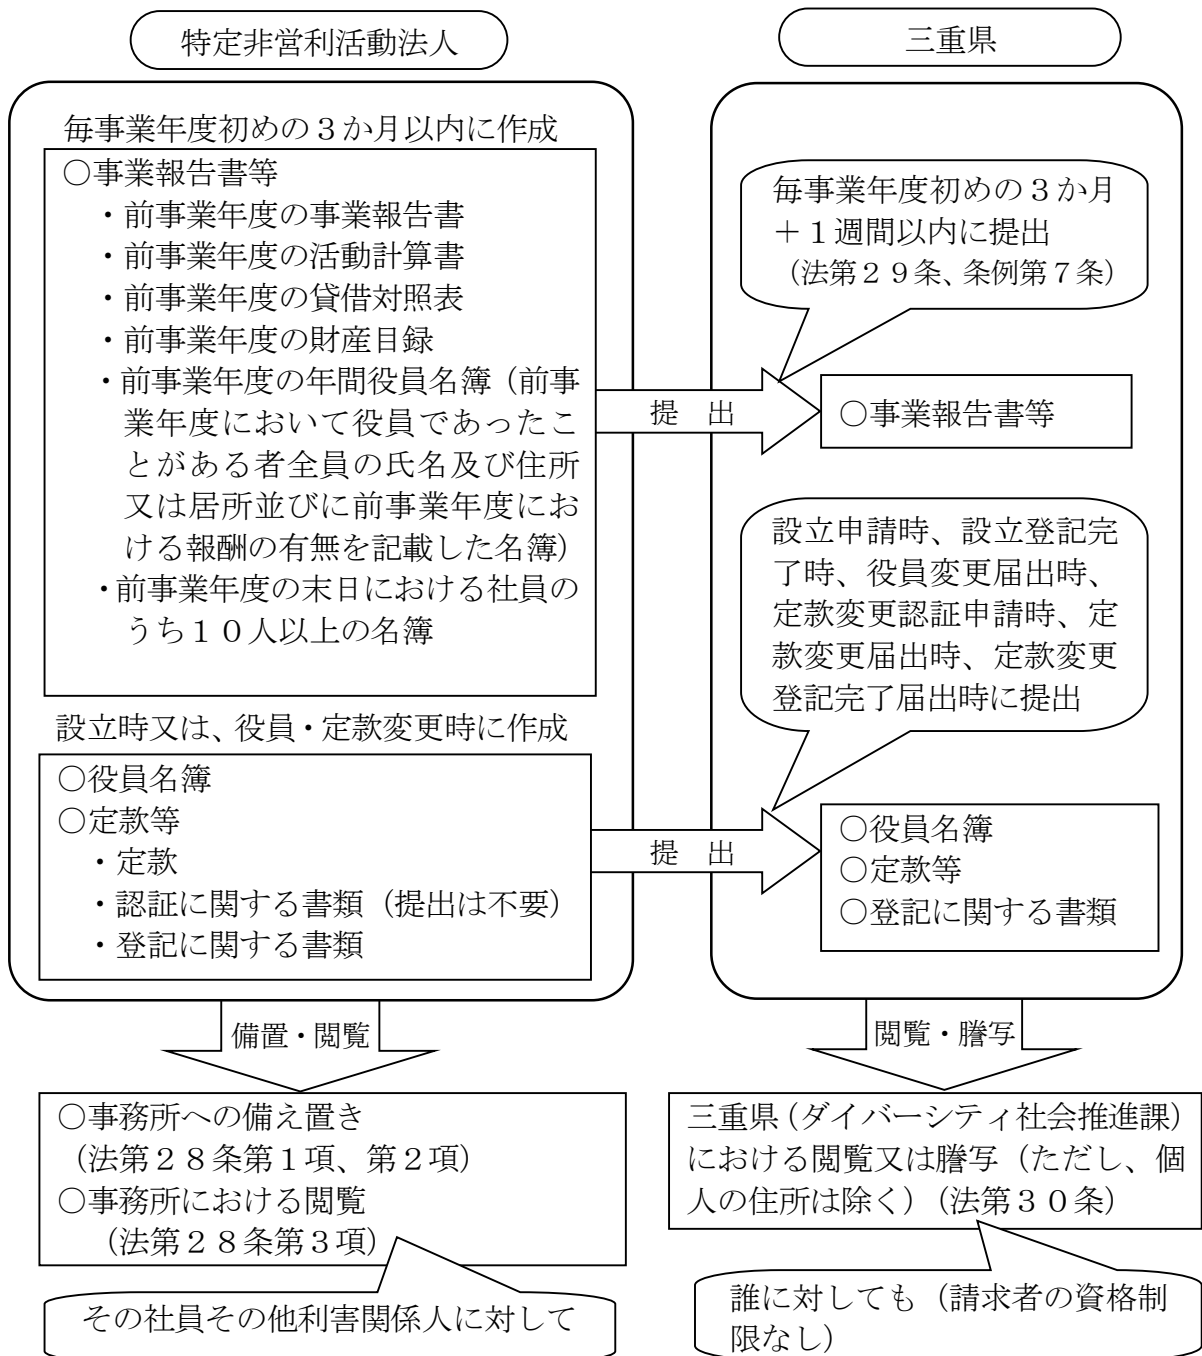 特定非営利活動法人
毎事業年度初めの３か月以内に作成
○事業報告書等
・前事業年度の事業報告書
・前事業年度の活動計算書
・前事業年度の貸借対照表
・前事業年度の財産目録
・前事業年度の年間役員名簿（前事
業年度において役員であったこ
とがある者全員の氏名及び住所
又は居所並びに前事業年度にお
ける報酬の有無を記載した名簿）
・前事業年度の末日における社員の
うち１０人以上の名簿
設立時又は、役員・定款変更時に作成
○役員名簿
○定款等
・定款
・認証に関する書類（提出は不要）
・登記に関する書類
提　出
提　出
三重県
毎事業年度初めの３か月
＋１週間以内に提出
（法第２９条、条例第７条）
○事業報告書等
設立申請時、設立登記完
了時、役員変更届出時、
定款変更認証申請時、定
款変更届出時、定款変更
登記完了届出時に提出
○役員名簿
○定款等
○登記に関する書類
備置・閲覧
○事務所への備え置き
（法第２８条第１項、第２項）
○事務所における閲覧
（法第２８条第３項）
その社員その他利害関係人に対して
閲覧・謄写
三重県（ダイバーシティ社会推進課）
における閲覧又は謄写（ただし、個
人の住所は除く）（法第３０条）
誰に対しても（請求者の資格制
限なし）